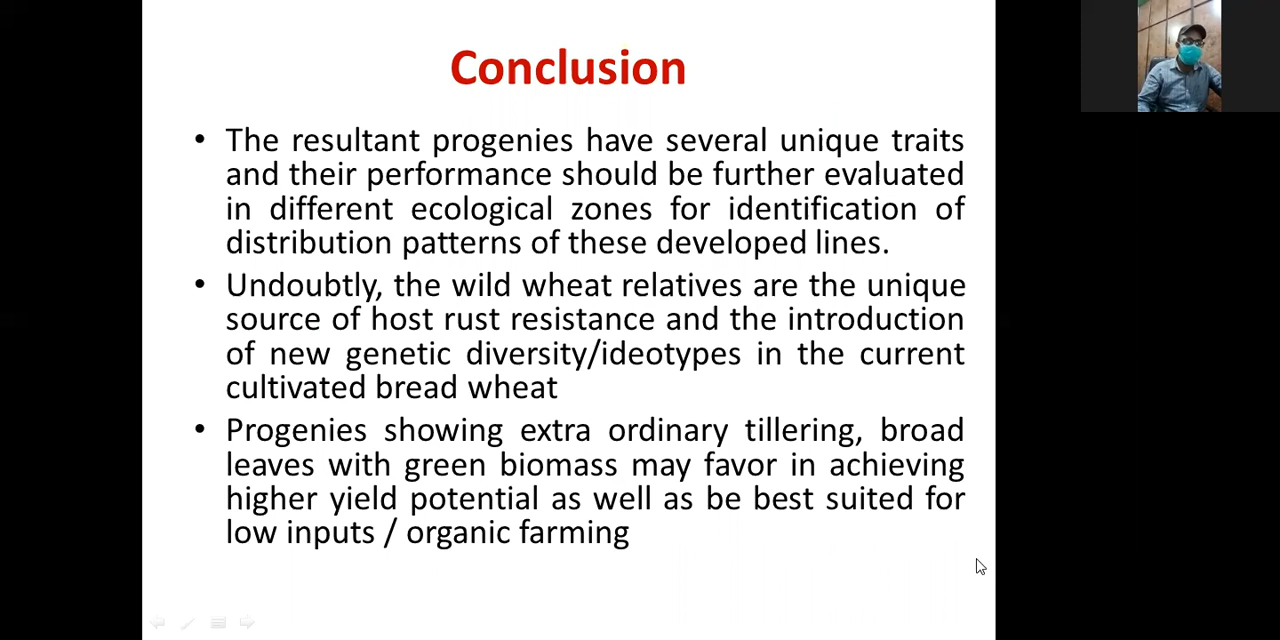 Conclusion
• The resultant progenies have several unique traits
and their performance should be further evaluated
in different ecological zones for identification of
distribution patterns of these developed lines.
• Undoubtly, the wild wheat relatives are the unique
source of host rust resistance and the introduction
of new genetic diversity/ideotypes in the current
cultivated bread wheat
• Progenies showing extra ordinary tillering, broad
leaves with green biomass may favor in achieving
higher yield potential as well as be best suited for
low inputs / organic farming